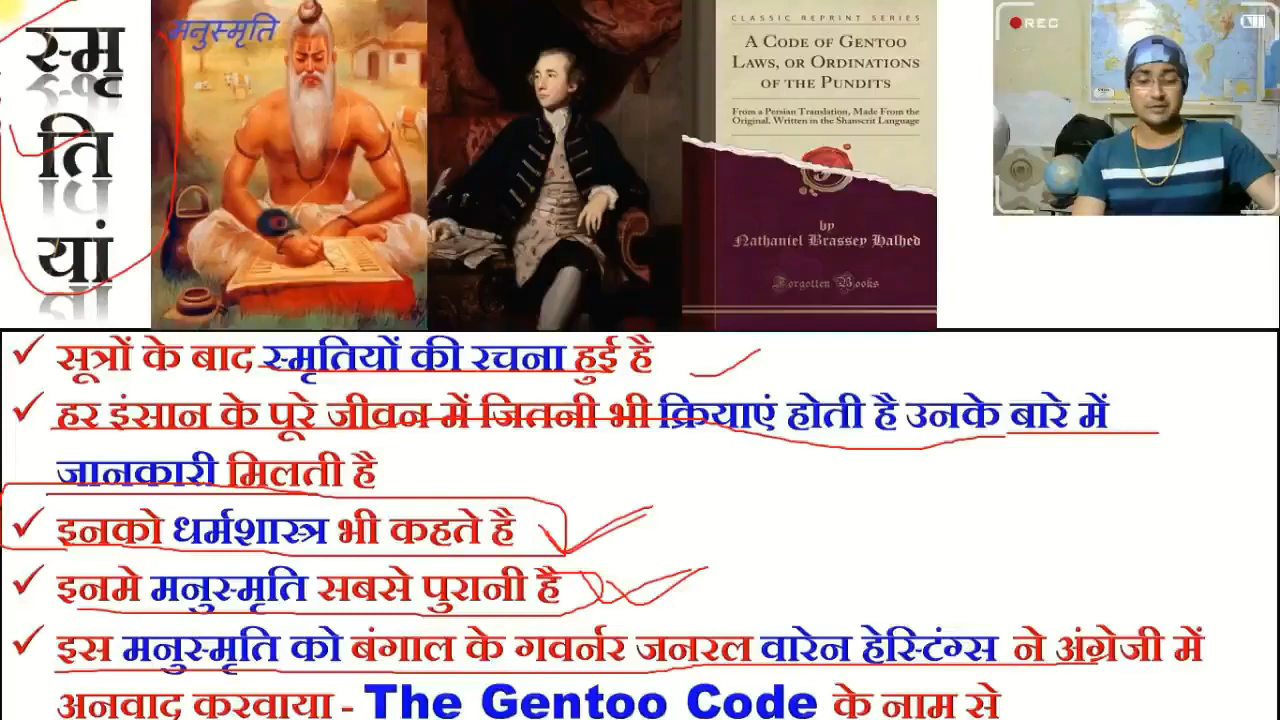 स्मृ
ति
यां
मनुस्मृति
CLASSIC REPRINT SERIES
A CODE OF GENTOO
LAWS, OR ORDINATIONS
OF THE PUNDITS
From a Persian Translation, Made From the
Original, Written in the Shanscrit Language
by
Nathaniel Brassey Halhed
Forgotten Books
REC
सूत्रों के बाद स्मृतियों की रचना हुई है
हर इंसान के पूरे जीवन में जितनी भी क्रियाएं होती है उनके बारे में
जानकारी मिलती है
इनको धर्मशास्त्र भी कहते है
इनमे मनुस्मृति सबसे पुरानी है
इस मनुस्मृति को बंगाल के गवर्नर जनरल वारेन हेस्टिंग्स ने अंग्रेजी में
अनवाद करवाया - The Gentoo Code के नाम से